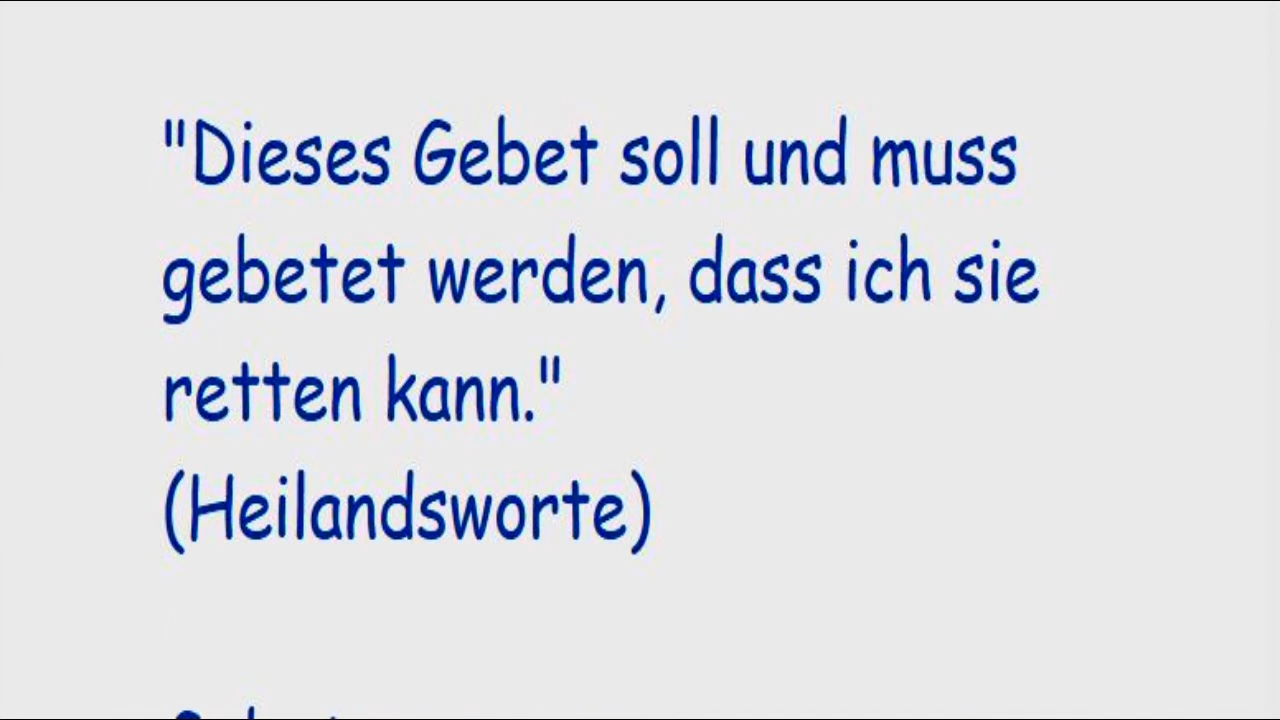 "Dieses Gebet soll und muss
gebetet werden, dass ich sie
retten kann."
(Heilandsworte)